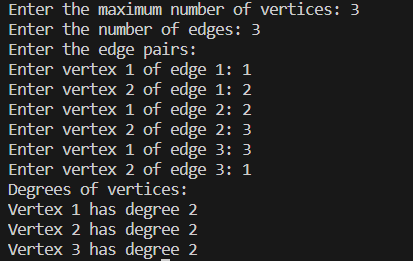 Enter the maximum number of vertices: 3
Enter the number of edges: 3
Enter the edge pairs:
Enter vertex 1 of edge 1: 1
Enter vertex 2 of edge 1: 2
Enter vertex 1 of edge 2: 2
Enter vertex 2 of edge 2: 3
Enter vertex 1 of edge 3: 3
Enter vertex 2 of edge 3: 1
Degrees of vertices:
Vertex 1 has degree 2
Vertex 2 has degree 2
Vertex 3 has degree 2